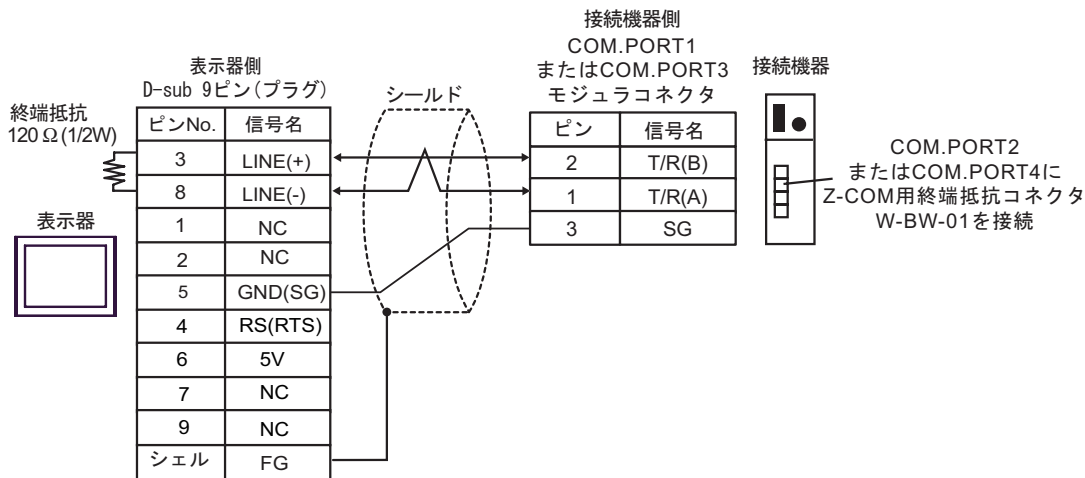 接続機器側
COM.PORT1
またはCOM.PORT3
モジュラコネクタ
接続機器
表示器側
D-sub 9ピン(プラグ)
シールド
終端抵抗
120Ω(1/2W)
ピンNo. 信号名
3 LINE(+)
8 LINE(-)
1 NC
2 NC
5 GND(SG)
4 RS(RTS)
6 5V
7 NC
9 NC
シェル FG
表示器
ピン 信号名
2 T/R(B)
1 T/R(A)
3 SG
COM.PORT2
またはCOM.PORT4に
Z-COM用終端抵抗コネクタ
W-BW-01を接続